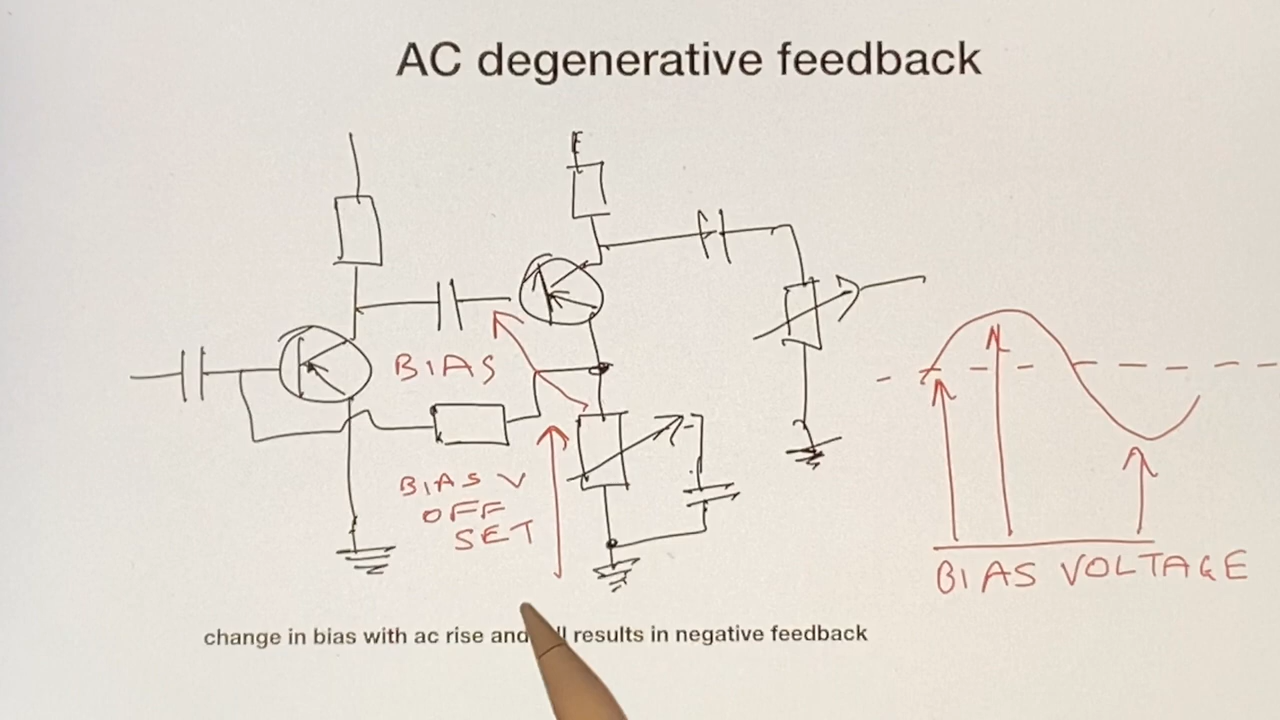 AC degenerative feedback
BIAS
BIAS V
OFF
SET
BIAS VOLTAGE
change in bias with ac rise and results in negative feedback